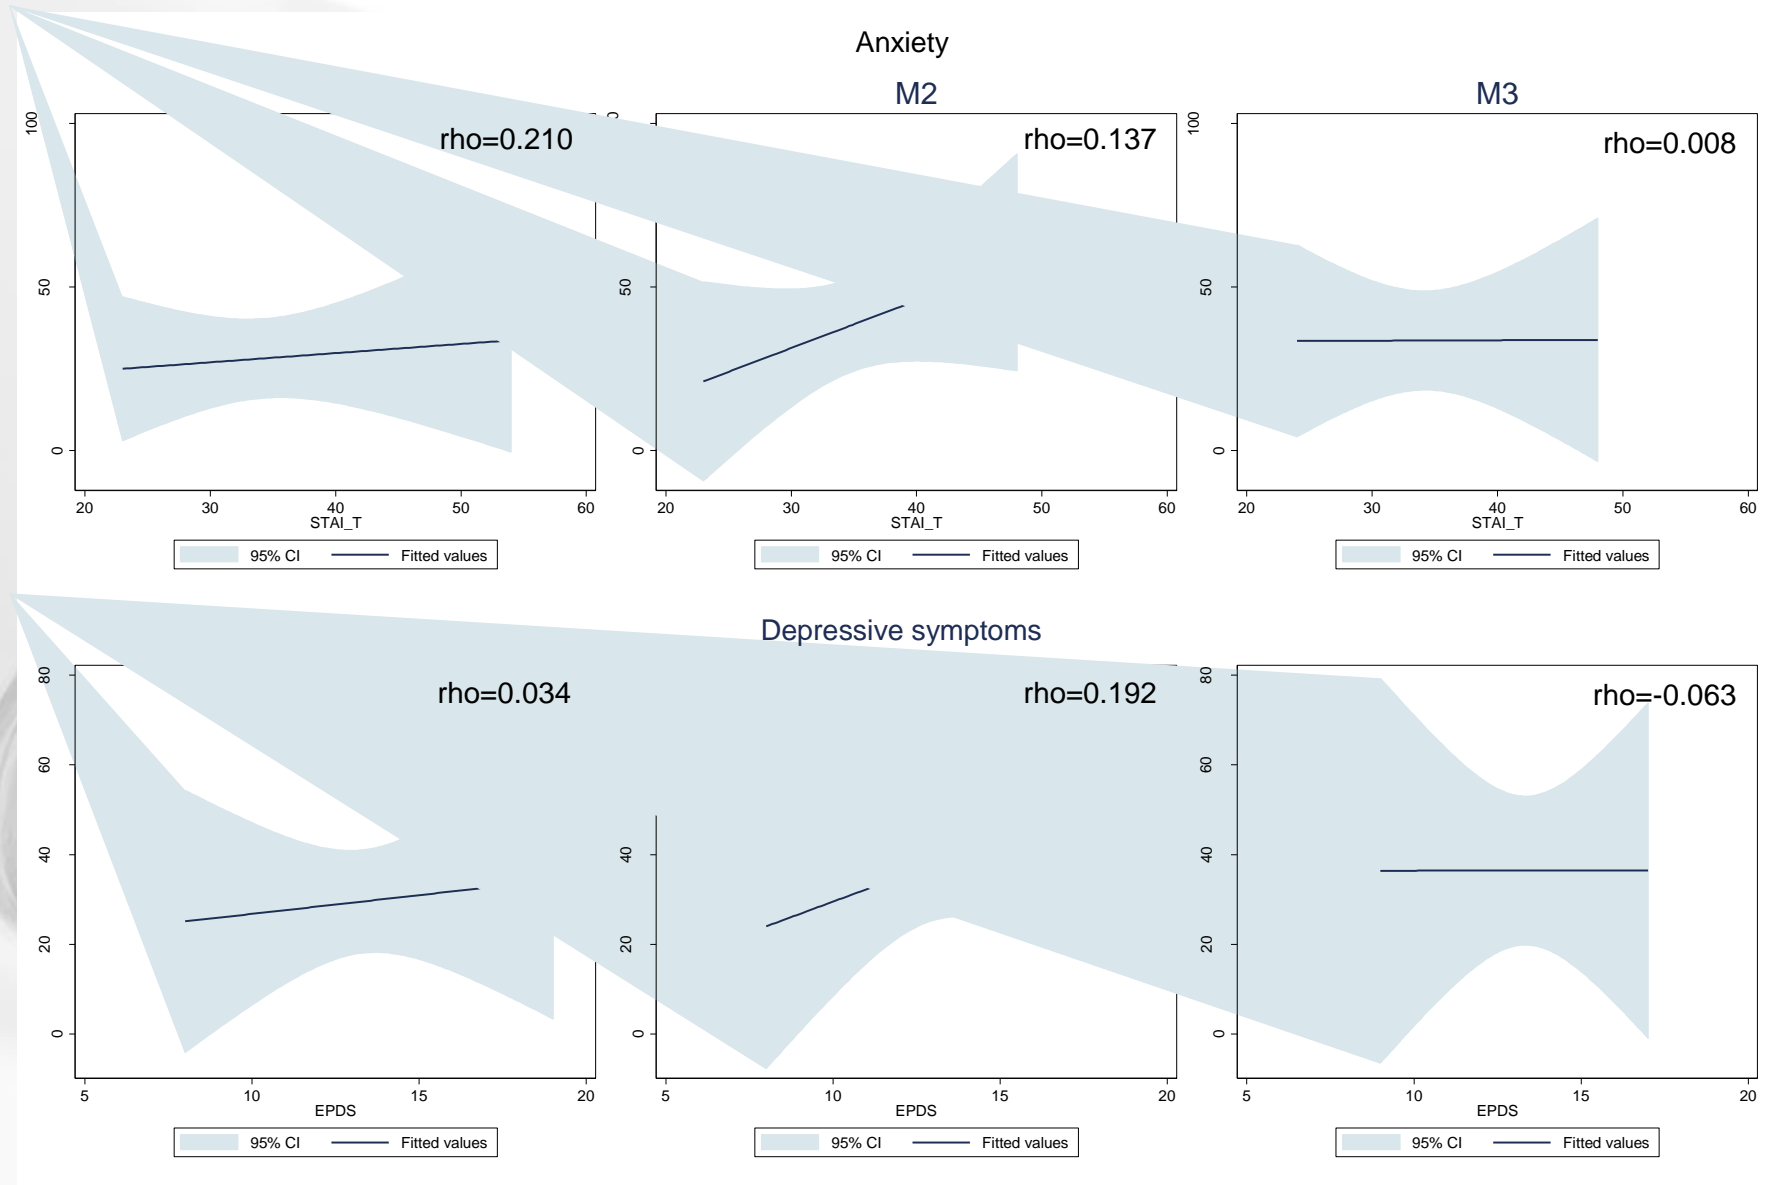 Anxiety
M2
M3
rho=0.210
rho=0.137
rho=0.008
100
50
0
20 30 40 50 60
STAI_T
95% CI Fitted values
0
50
0
20 30 40 50 60
STAI_T
95% CI Fitted values
100
50
0
20 30 40 50 60
STAI_T
95% CI Fitted values
Depressive symptoms
rho=0.034
rho=0.192
rho=-0.063
80
60
40
20
0
5 10 15 20
EPDS
95% CI Fitted values
40
20
0
5 10 15 20
EPDS
95% CI Fitted values
80
60
40
20
0
5 10 15 20
EPDS
95% CI Fitted values